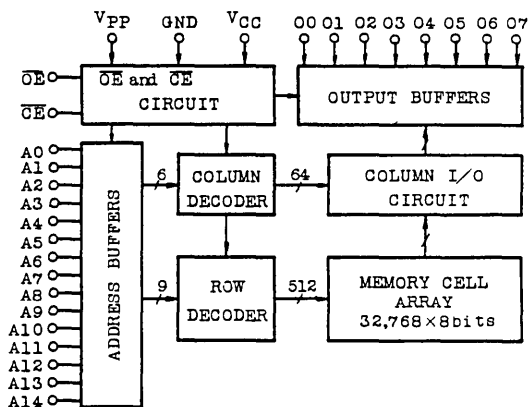 VPP GND VCC O0 O1 O2 O3 O4 O5 O6 O7
OE
CE
OE and CE
CIRCUIT
OUTPUT BUFFERS
A0
A1
A2
A3
A4
A5
A6
A7
A8
A9
A10
A11
A12
A13
A14
ADDRESS BUFFERS
6
COLUMN
DECODER
64
COLUMN I/O
CIRCUIT
9
ROW
DECODER
512
MEMORY CELL
ARRAY
32,768×8bits